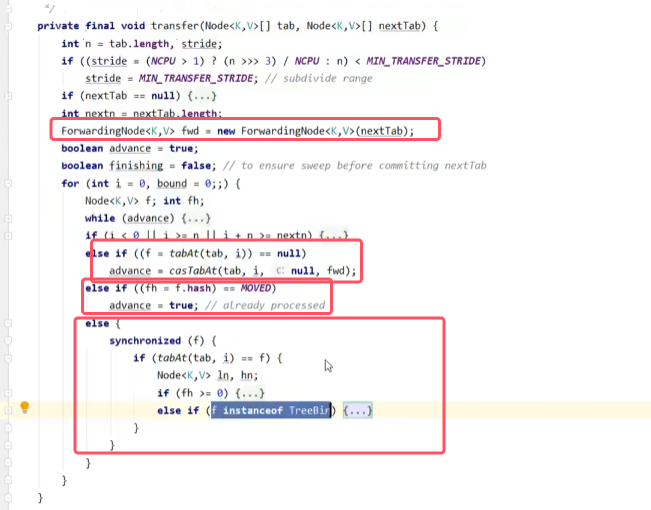 */
private final void transfer(Node<K,V>[] tab, Node<K,V>[] nextTab) {
int n = tab.length, stride;
if ((stride = (NCPU > 1) ? (n >>> 3) / NCPU : n) < MIN_TRANSFER_STRIDE)
stride = MIN_TRANSFER_STRIDE; // subdivide range
if (nextTab == null) {...}
int nextn = nextTab.length;
ForwardingNode<K,V> fwd = new ForwardingNode<K,V>(nextTab);
boolean advance = true;
boolean finishing = false; // to ensure sweep before committing nextTab
for (int i = 0, bound = 0;;) {
Node<K,V> f; int fh;
while (advance) {...}
if (i < 0 || i >= n || i + n >= nextn) {...}
else if ((f = tabAt(tab, i)) == null)
advance = casTabAt(tab, i, c: null, fwd);
else if ((fh = f.hash) == MOVED)
advance = true; // already processed
else {
synchronized (f) {
if (tabAt(tab, i) == f) {
Node<K,V> ln, hn;
if (fh >= 0) {...}
else if (f instanceof TreeBin) {...}
}
}
}
}
}